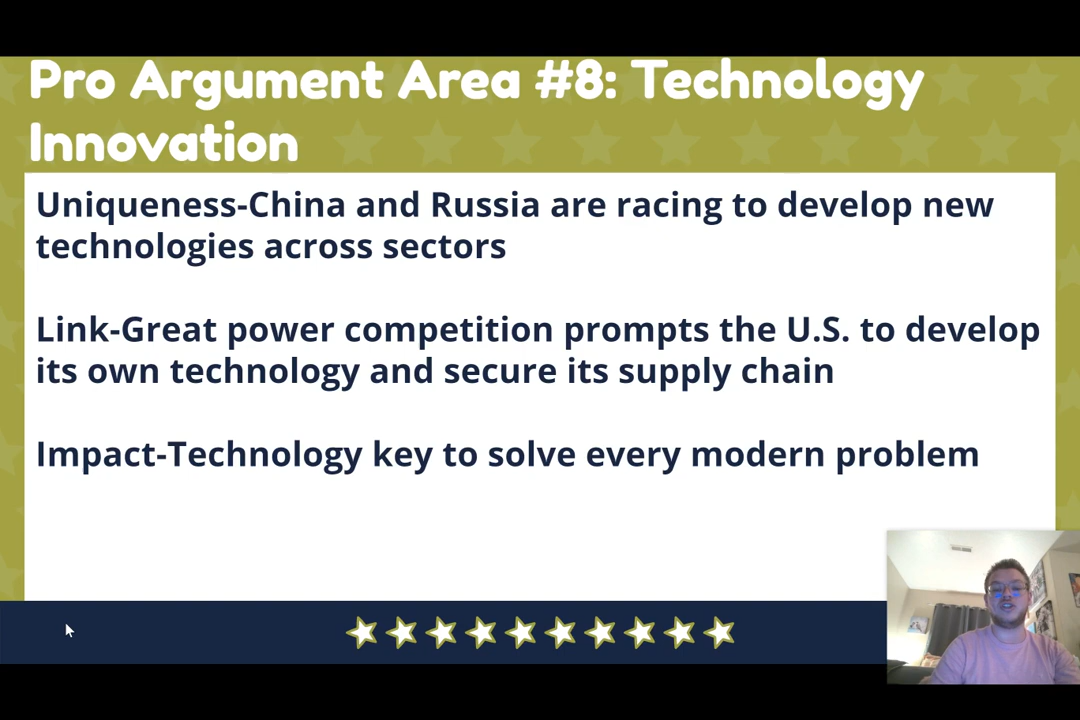 Pro Argument Area #8: Technology
Innovation
Uniqueness-China and Russia are racing to develop new
technologies across sectors
Link-Great power competition prompts the U.S. to develop
its own technology and secure its supply chain
Impact-Technology key to solve every modern problem